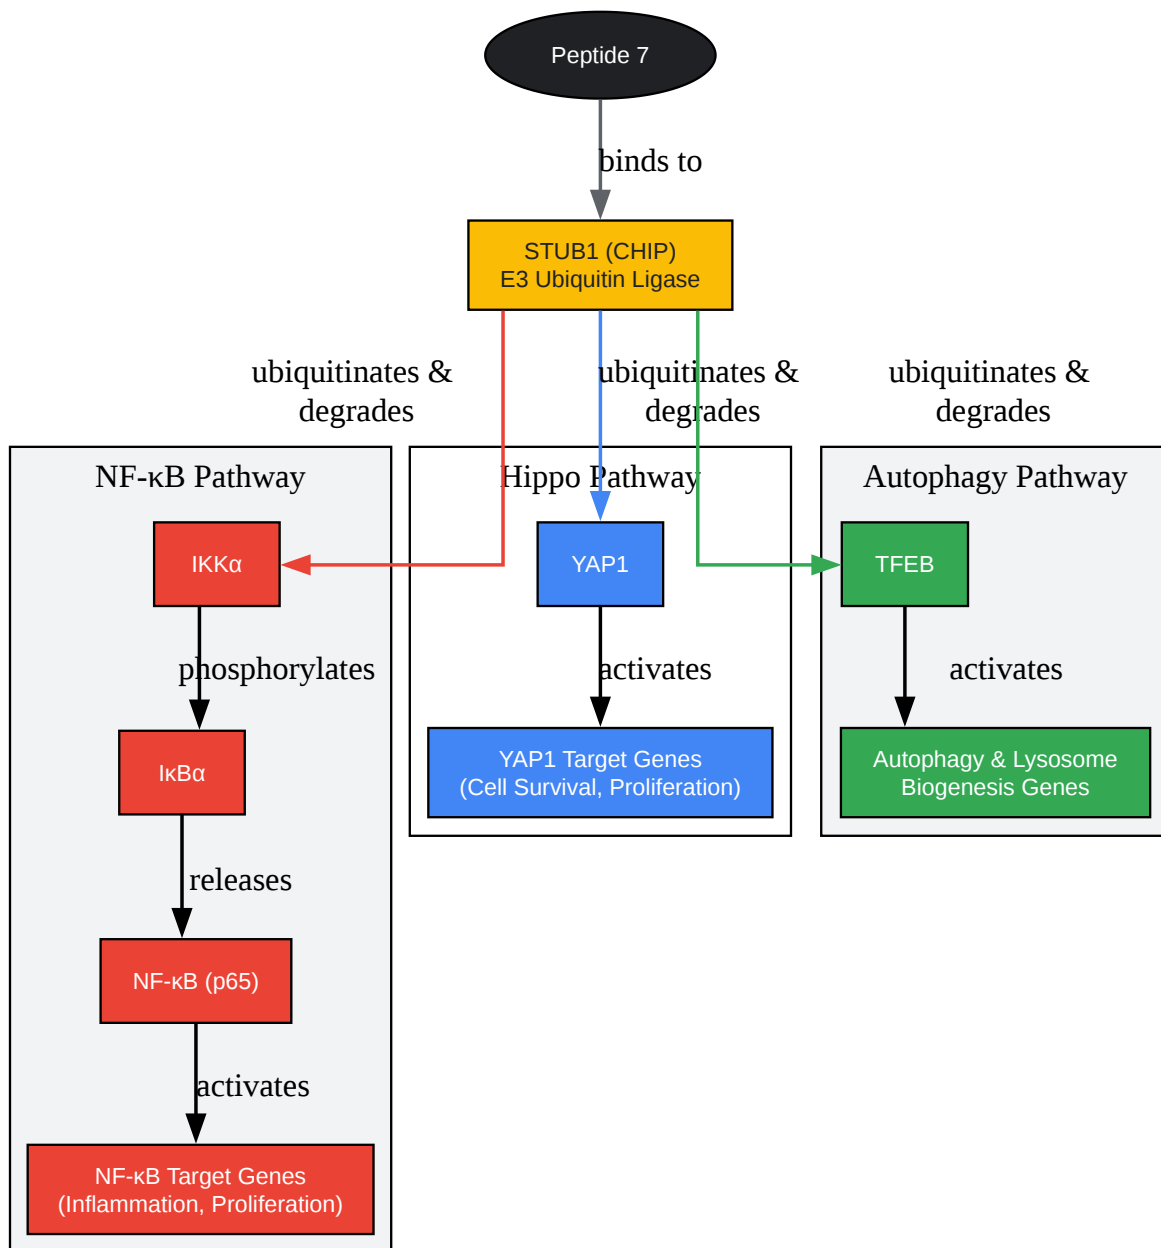 Peptide 7
binds to
STUB1 (CHIP)
E3 Ubiquitin Ligase
ubiquitinates &
degrades
ubiquitinates &
degrades
ubiquitinates &
degrades
NF-κB Pathway
IKKα
phosphorylates
IκBα
releases
NF-κB (p65)
activates
NF-κB Target Genes
(Inflammation, Proliferation)
Hippo Pathway
YAP1
activates
YAP1 Target Genes
(Cell Survival, Proliferation)
Autophagy Pathway
TFEB
activates
Autophagy & Lysosome
Biogenesis Genes